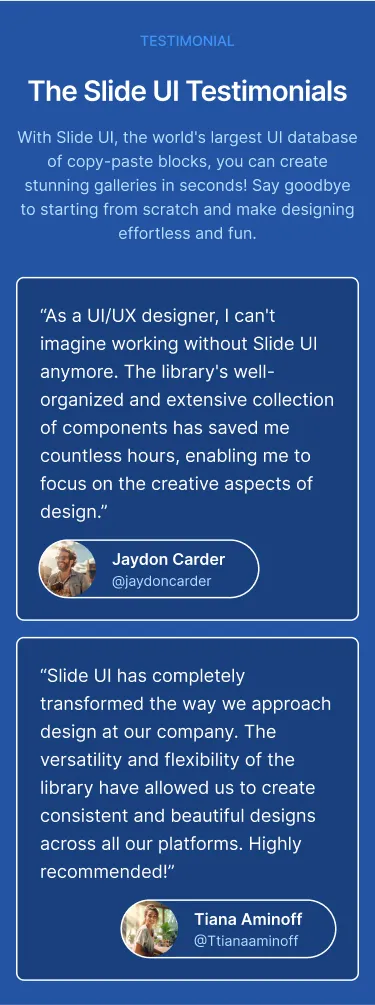 TESTIMONIAL
The Slide UI Testimonials
With Slide UI, the world's largest UI database
of copy-paste blocks, you can create
stunning galleries in seconds! Say goodbye
to starting from scratch and make designing
effortless and fun.
“As a UI/UX designer, I can't
imagine working without Slide UI
anymore. The library's well-
organized and extensive collection
of components has saved me
countless hours, enabling me to
focus on the creative aspects of
design.”
Jaydon Carder
@jaydoncarder
“Slide UI has completely
transformed the way we approach
design at our company. The
versatility and flexibility of the
library have allowed us to create
consistent and beautiful designs
across all our platforms. Highly
recommended!”
Tiana Aminoff
@Ttianaaminoff